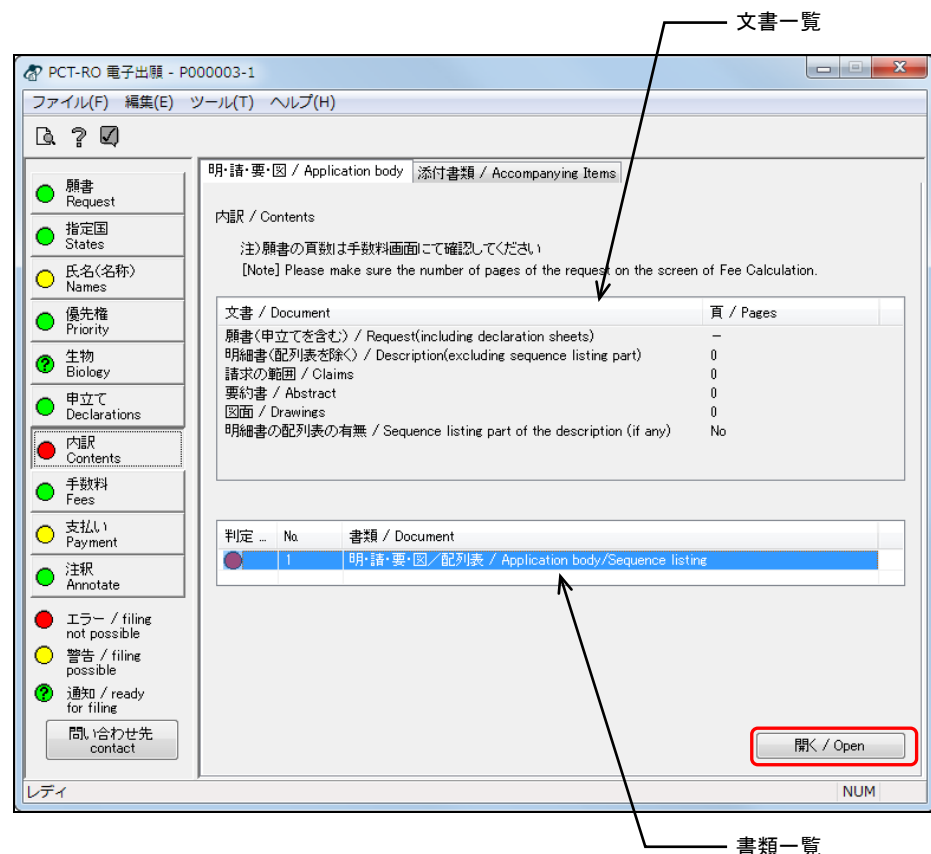 文書一覧
PCT-RO 電子出願 - P000003-1
ファイル(F) 編集(E) ツール(T) ヘルプ(H)
明・請・要・図 / Application body 添付書類 / Accompanying Items
願書
Request
指定国
States
氏名(名称)
Names
優先権
Priority
生物
Biology
申立て
Declarations
内訳
Contents
手数料
Fees
支払い
Payment
注釈
Annotate
エラー / filing
not possible
警告 / filing
possible
通知 / ready
for filing
問い合わせ先
contact
内訳 / Contents
注)願書の頁数は手数料画面にて確認してください
[Note] Please make sure the number of pages of the request on the screen of Fee Calculation.
文書 / Document 頁 / Pages
願書(申立てを含む) / Request(including declaration sheets) −
明細書(配列表を除く) / Description(excluding sequence listing part) 0
請求の範囲 / Claims 0
要約書 / Abstract 0
図面 / Drawings 0
明細書の配列表の有無 / Sequence listing part of the description (if any) No
判定 ... No. 書類 / Document
1 明・請・要・図/配列表 / Application body/Sequence listing
開く / Open
レディ NUM
書類一覧